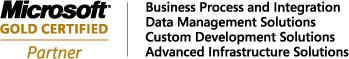 Microsoft
GOLD CERTIFIED
Partner
Business Process and Integration
Data Management Solutions
Custom Development Solutions
Advanced Infrastructure Solutions